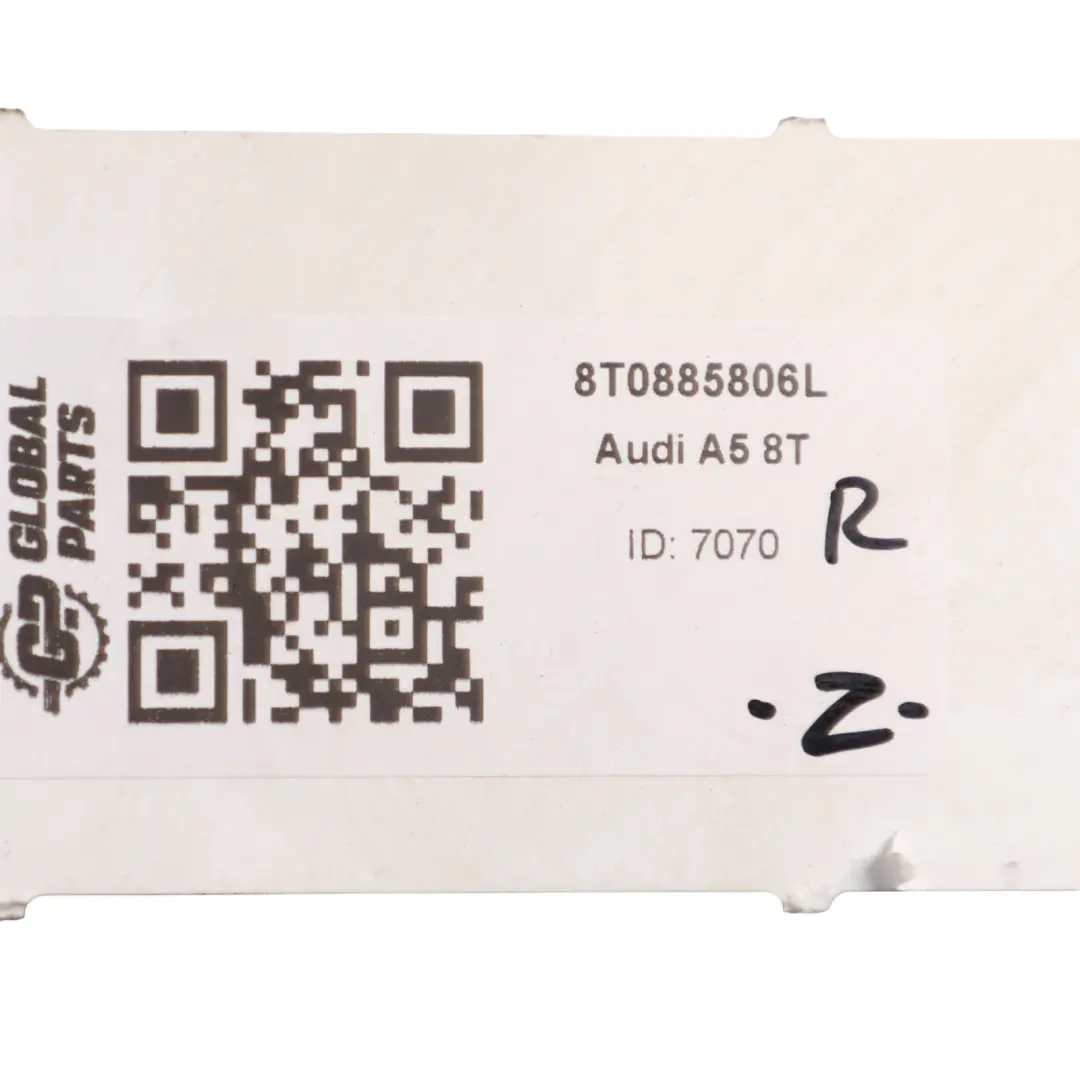 GLOBAL
PARTS
8T0885806L
Audi A5 8T
ID: 7070
R
·Z·